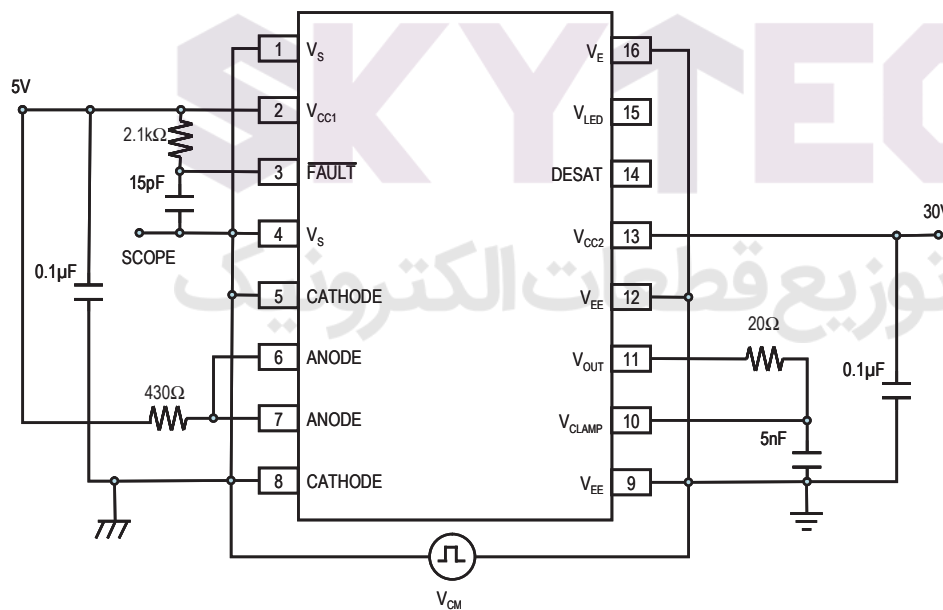 SKYTEC
توزیع قطعات الکترونیک
5V
2.1kΩ
15pF
SCOPE
0.1µF
430Ω
1 VS
2 VCC1
3 FAULT
4 VS
5 CATHODE
6 ANODE
7 ANODE
8 CATHODE
VE 16
VLED 15
DESAT 14
VCC2 13
VEE 12
VOUT 11
VCLAMP 10
VEE 9
30V
20Ω
0.1µF
5nF
VCM